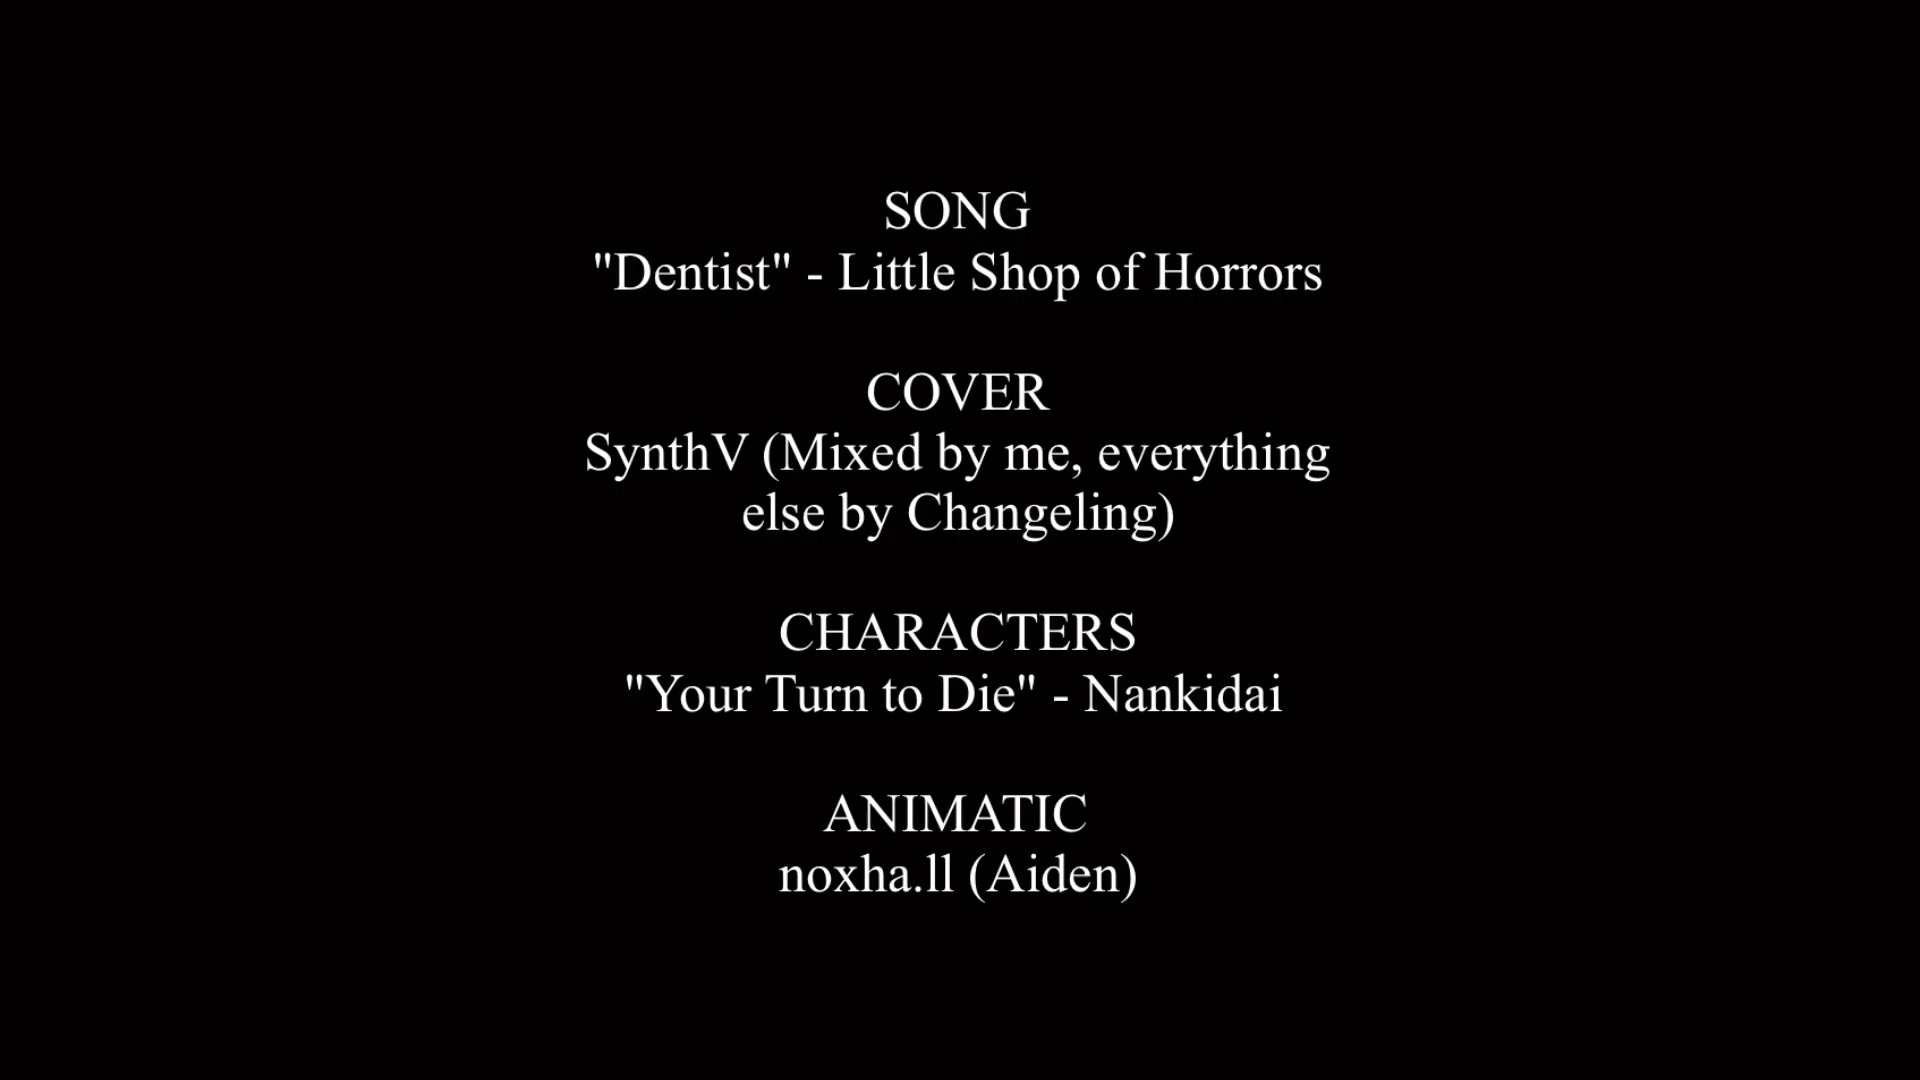 SONG
"Dentist" - Little Shop of Horrors
COVER
SynthV (Mixed by me, everything
else by Changeling)
CHARACTERS
"Your Turn to Die" - Nankidai
ANIMATIC
noxha.ll (Aiden)